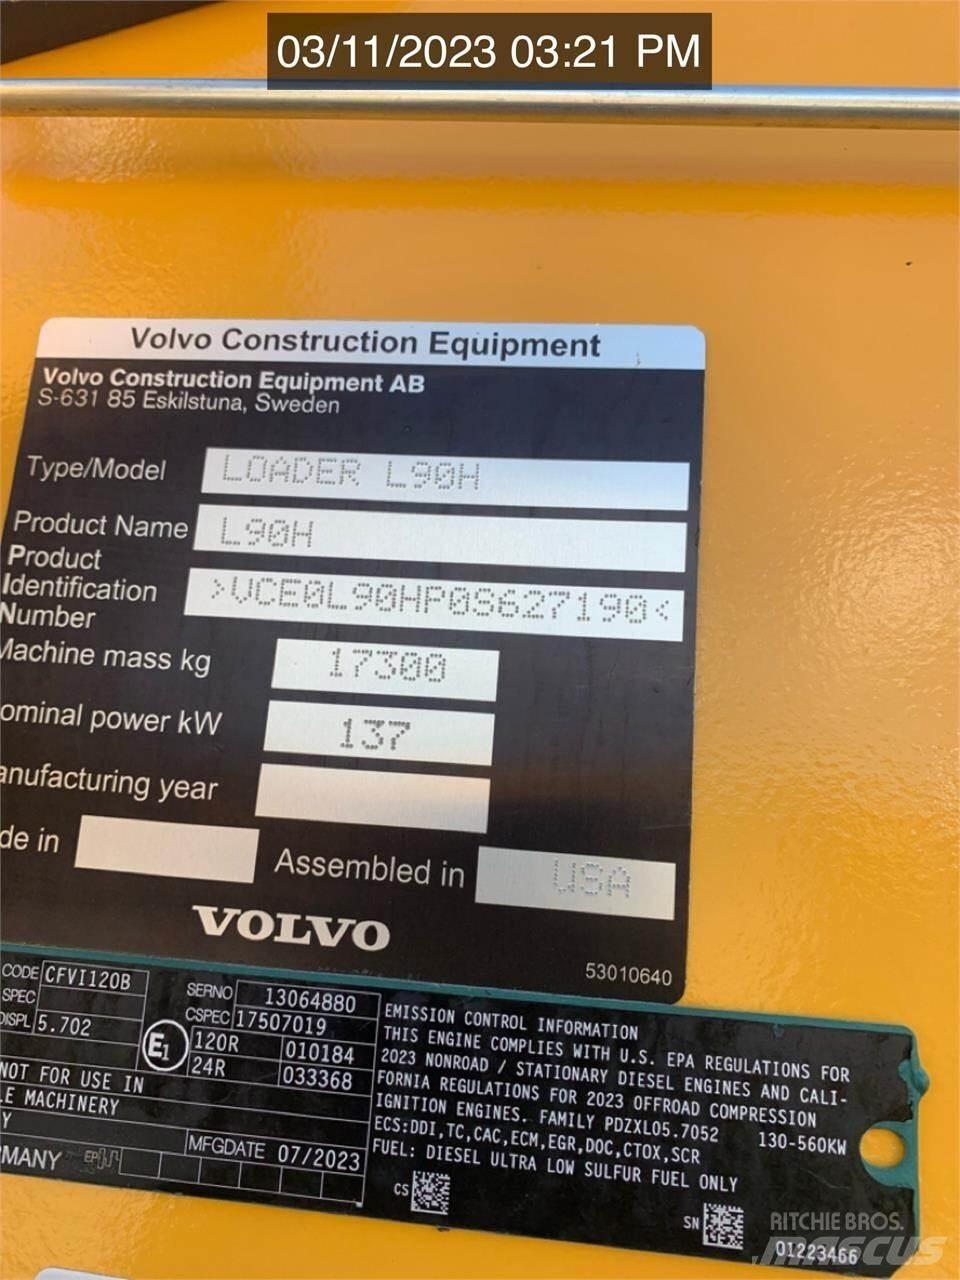 03/11/2023 03:21 PM
Volvo Construction Equipment
Volvo Construction Equipment AB
S-631 85 Eskilstuna, Sweden
Type/Model LOADER L90H
Product Name L90H
Product
Identification >VCE0L90HP0S627190<
Number
Machine mass kg 17300
ominal power kW 137
anufacturing year
de in
Assembled in USA
VOLVO
53010640
CODE CFVI120B
SPEC
DISPL 5.702
SERNO 13064880
CSPEC 17507019
E1
120R 010184
24R 033368
NOT FOR USE IN
LE MACHINERY
Y
MFGDATE 07/2023
RMANY EP
EMISSION CONTROL INFORMATION
THIS ENGINE COMPLIES WITH U.S. EPA REGULATIONS FOR
2023 NONROAD / STATIONARY DIESEL ENGINES AND CALI-
FORNIA REGULATIONS FOR 2023 OFFROAD COMPRESSION
IGNITION ENGINES. FAMILY PDZXL05.7052 130-560KW
ECS:DDI,TC,CAC,ECM,EGR,DOC,CTOX,SCR
FUEL: DIESEL ULTRA LOW SULFUR FUEL ONLY
CS
SN
01223466
RITCHIE BROS.
MASCUS